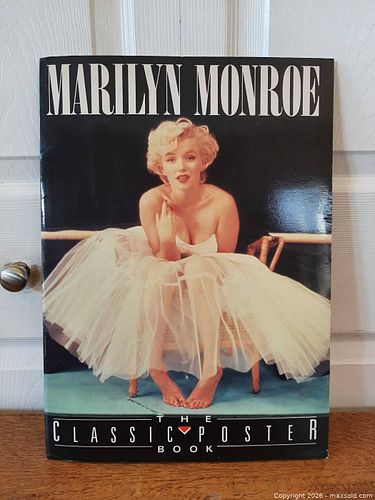 MARILYN MONROE
THE
CLASSIC POSTER
BOOK
Copyright 2026 - maxsold.com